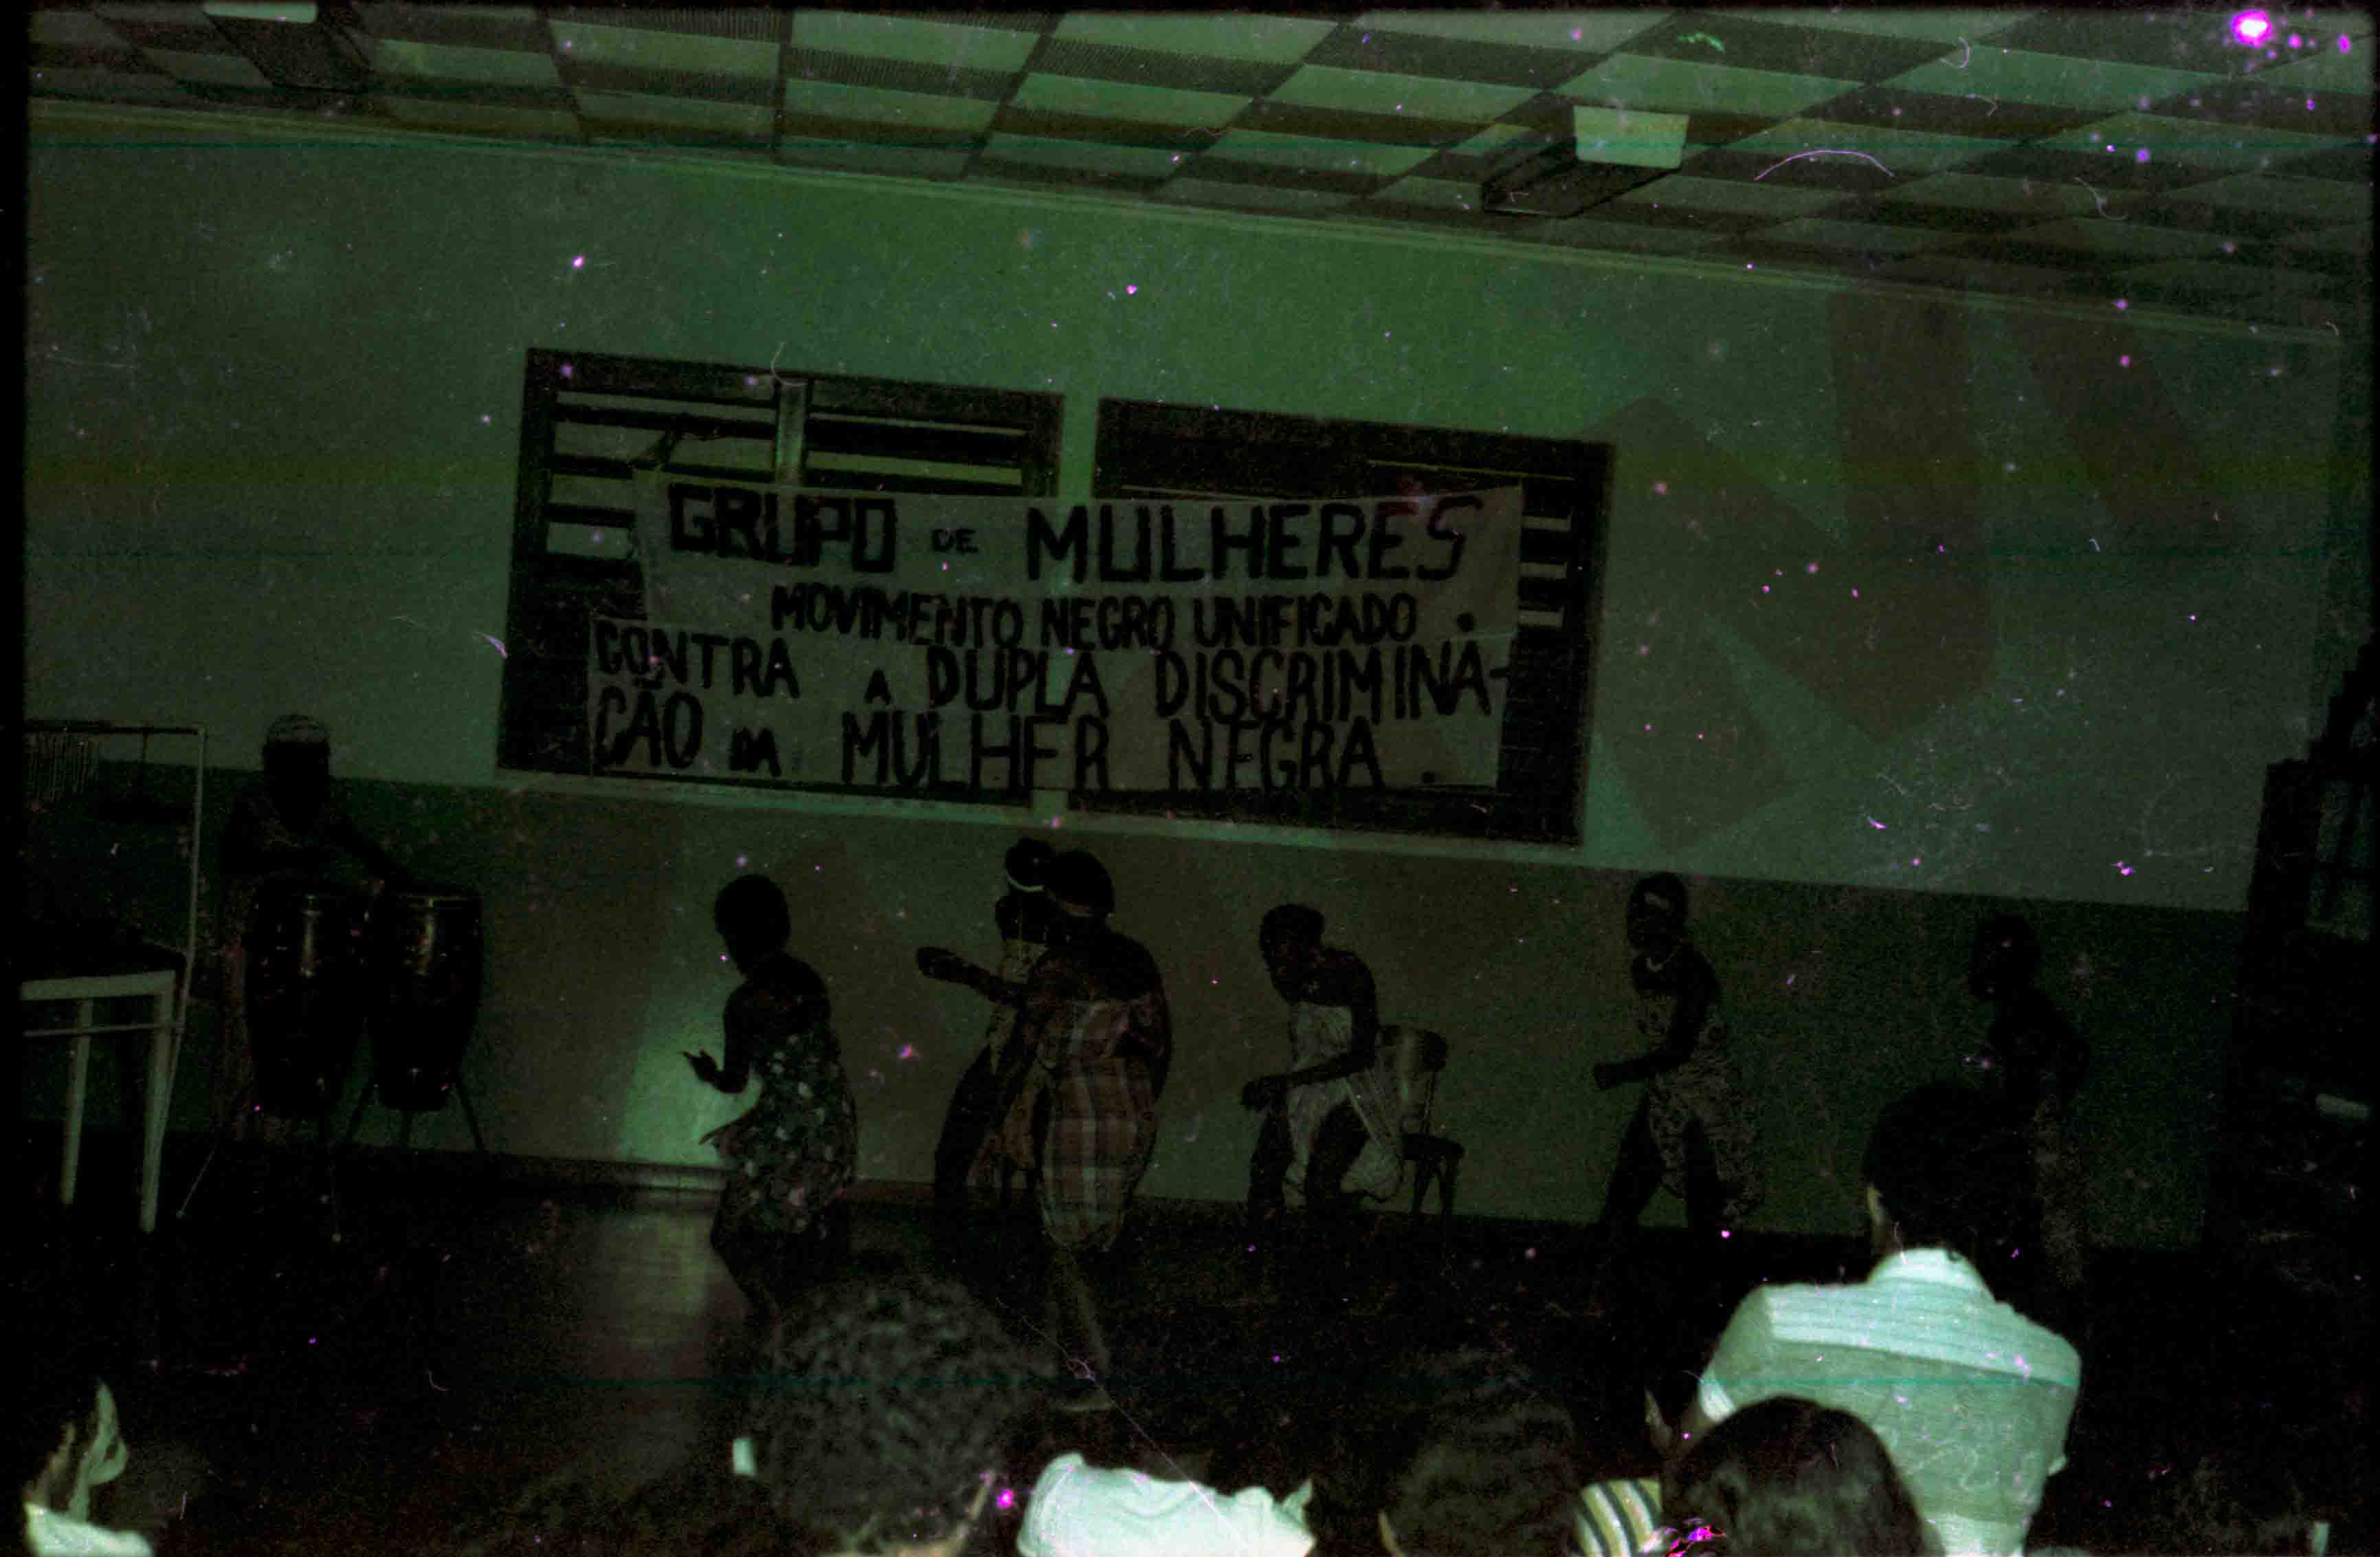 GRUPO DE MULHERES
MOVIMENTO NEGRO UNIFICADO.
CONTRA A DUPLA DISCRIMINA-
ÇÃO DA MULHER NEGRA.